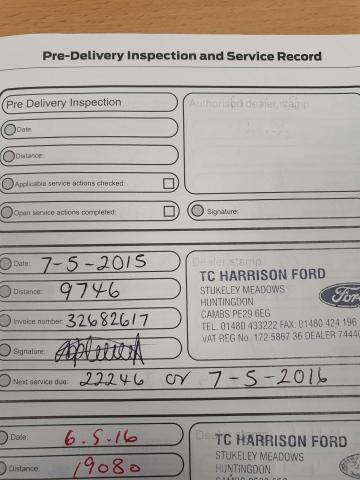 Pre-Delivery Inspection and Service Record
Pre Delivery Inspection
Authorised dealer stamp
Date:
Distance:
Applicable service actions checked:
Open service actions completed:
Signature:
Date: 7-5-2015
Dealer stamp
Distance: 9746
Invoice number: 32682617
Signature:
TC HARRISON FORD
STUKELEY MEADOWS
HUNTINGDON
CAMBS PE29 6EG
TEL. 01480 433222 FAX: 01480 424 196
VAT REG No 172 5867 36 DEALER 7444
Ford
Next service due: 22246 or 7-5-2016
Date: 6.5.16
Distance: 19080
Dealer stamp
TC HARRISON FORD
STUKELEY MEADOWS
HUNTINGDON